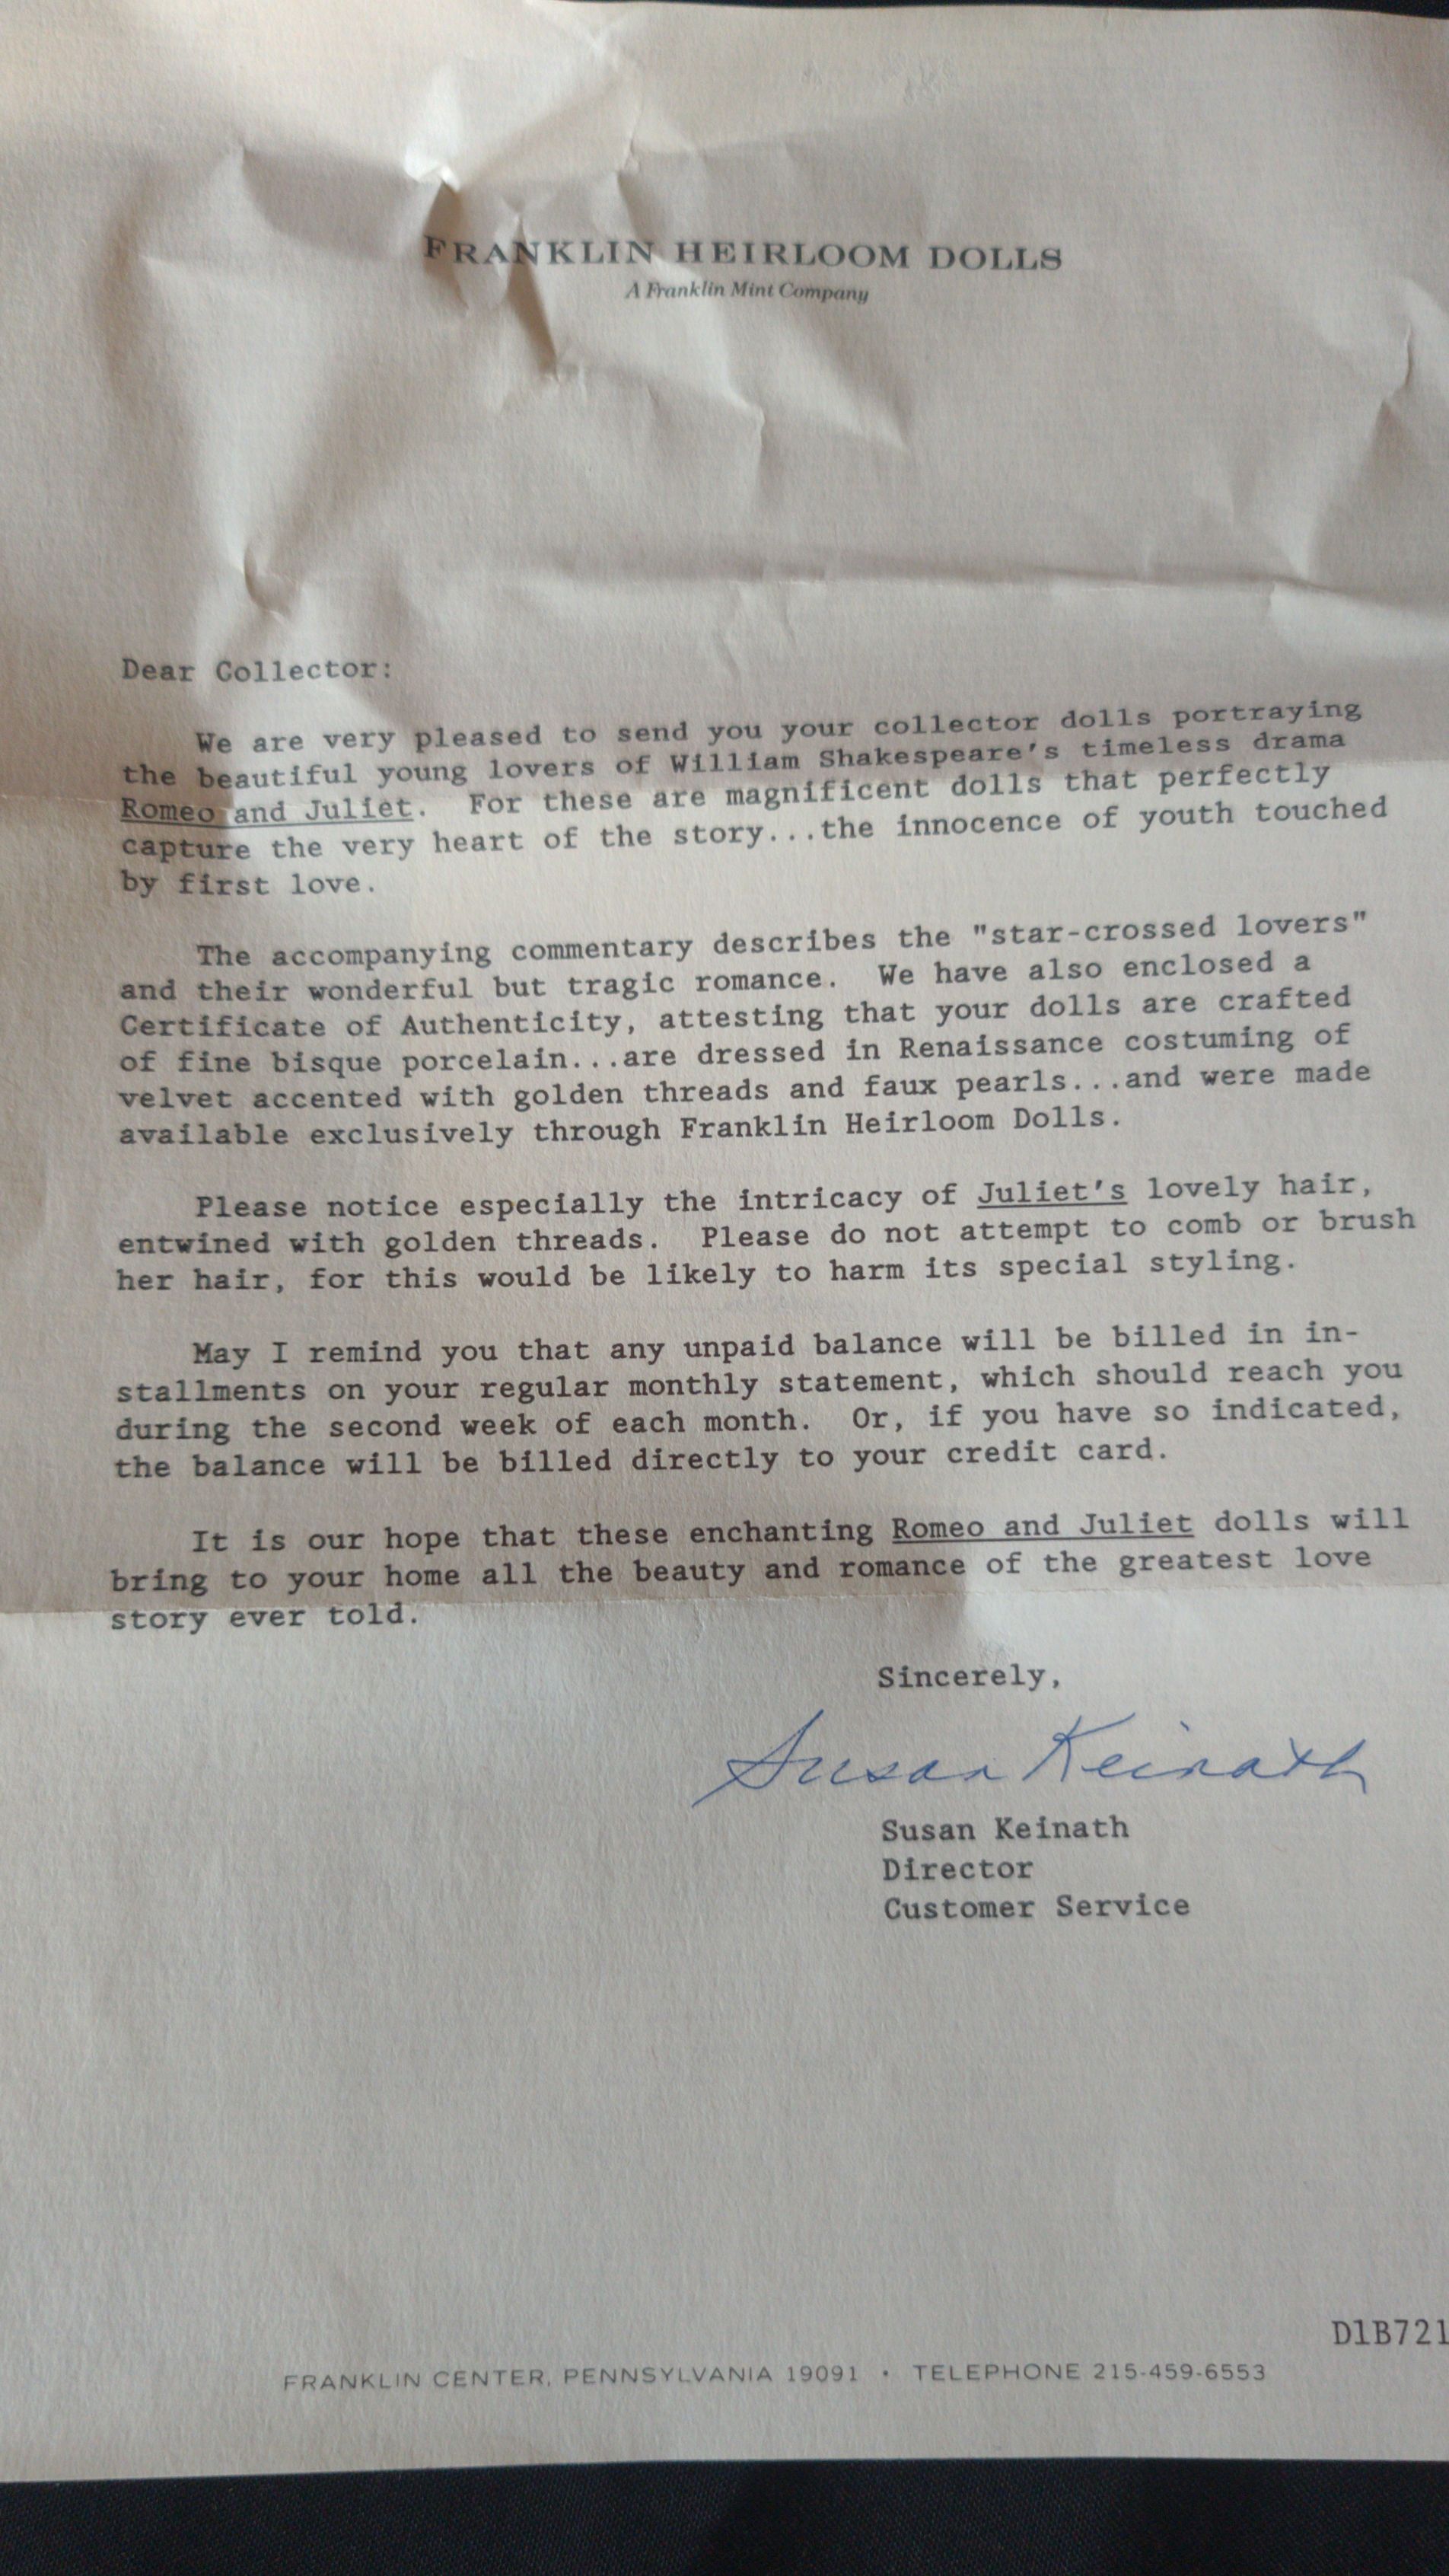 FRANKLIN HEIRLOOM DOLLS
A Franklin Mint Company
Dear Collector:
We are very pleased to send you your collector dolls portraying
the beautiful young lovers of William Shakespeare's timeless drama
Romeo and Juliet. For these are magnificent dolls that perfectly
capture the very heart of the story...the innocence of youth touched
by first love.
The accompanying commentary describes the "star-crossed lovers"
and their wonderful but tragic romance. We have also enclosed a
Certificate of Authenticity, attesting that your dolls are crafted
of fine bisque porcelain...are dressed in Renaissance costuming of
velvet accented with golden threads and faux pearls...and were made
available exclusively through Franklin Heirloom Dolls.
Please notice especially the intricacy of Juliet's lovely hair,
entwined with golden threads. Please do not attempt to comb or brush
her hair, for this would be likely to harm its special styling.
May I remind you that any unpaid balance will be billed in in-
stallments on your regular monthly statement, which should reach you
during the second week of each month. Or, if you have so indicated,
the balance will be billed directly to your credit card.
It is our hope that these enchanting Romeo and Juliet dolls will
bring to your home all the beauty and romance of the greatest love
story ever told.
Sincerely,
Susan Keinath
Susan Keinath
Director
Customer Service
D1B721
FRANKLIN CENTER, PENNSYLVANIA 19091 • TELEPHONE 215-459-6553